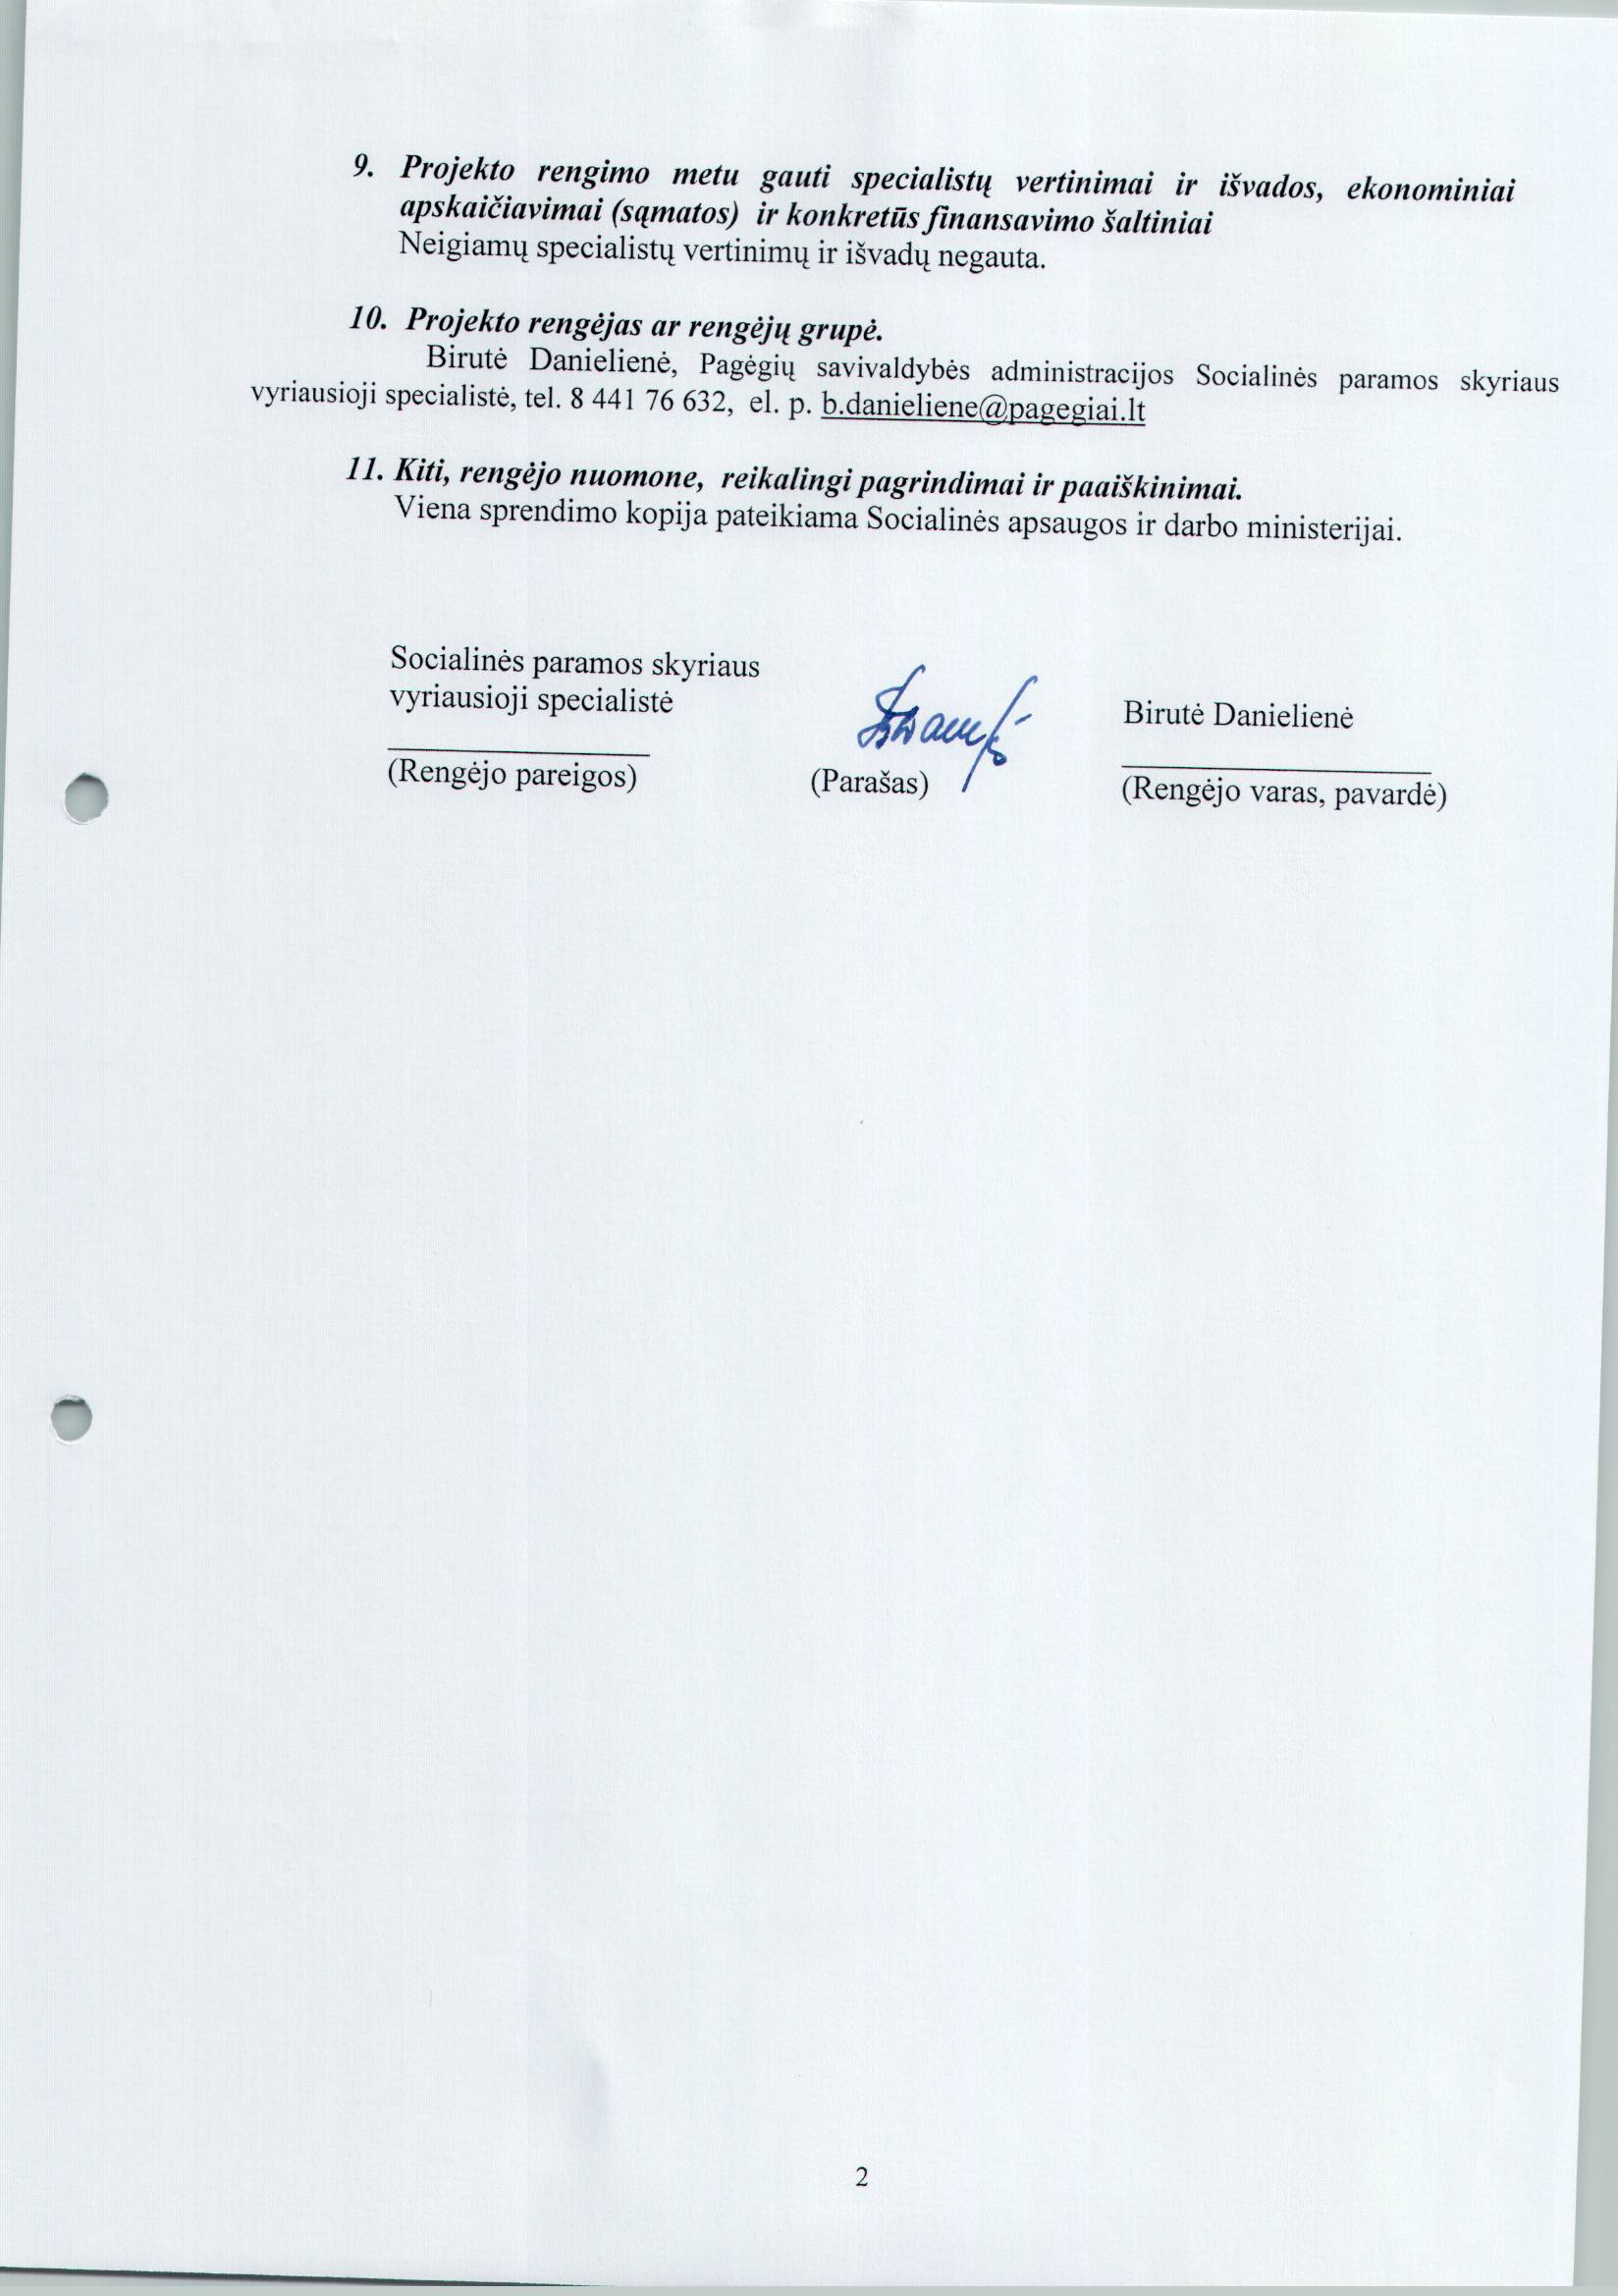 9. Projekto rengimo metu gauti specialistų vertinimai ir išvados, ekonominiai
apskaičiavimai (sąmatos) ir konkretūs finansavimo šaltiniai
Neigiamų specialistų vertinimų ir išvadų negauta.
10. Projekto rengėjas ar rengėjų grupė.
Birutė Danielienė, Pagėgių savivaldybės administracijos Socialinės paramos skyriaus
vyriausioji specialistė, tel. 8 441 76 632, el. p. b.danieliene@pagegiai.lt
11. Kiti, rengėjo nuomone, reikalingi pagrindimai ir paaiškinimai.
Viena sprendimo kopija pateikiama Socialinės apsaugos ir darbo ministerijai.
Socialinės paramos skyriaus
vyriausioji specialistė
Birutė Danielienė
(Rengėjo pareigos)
(Parašas)
(Rengėjo varas, pavardė)
2